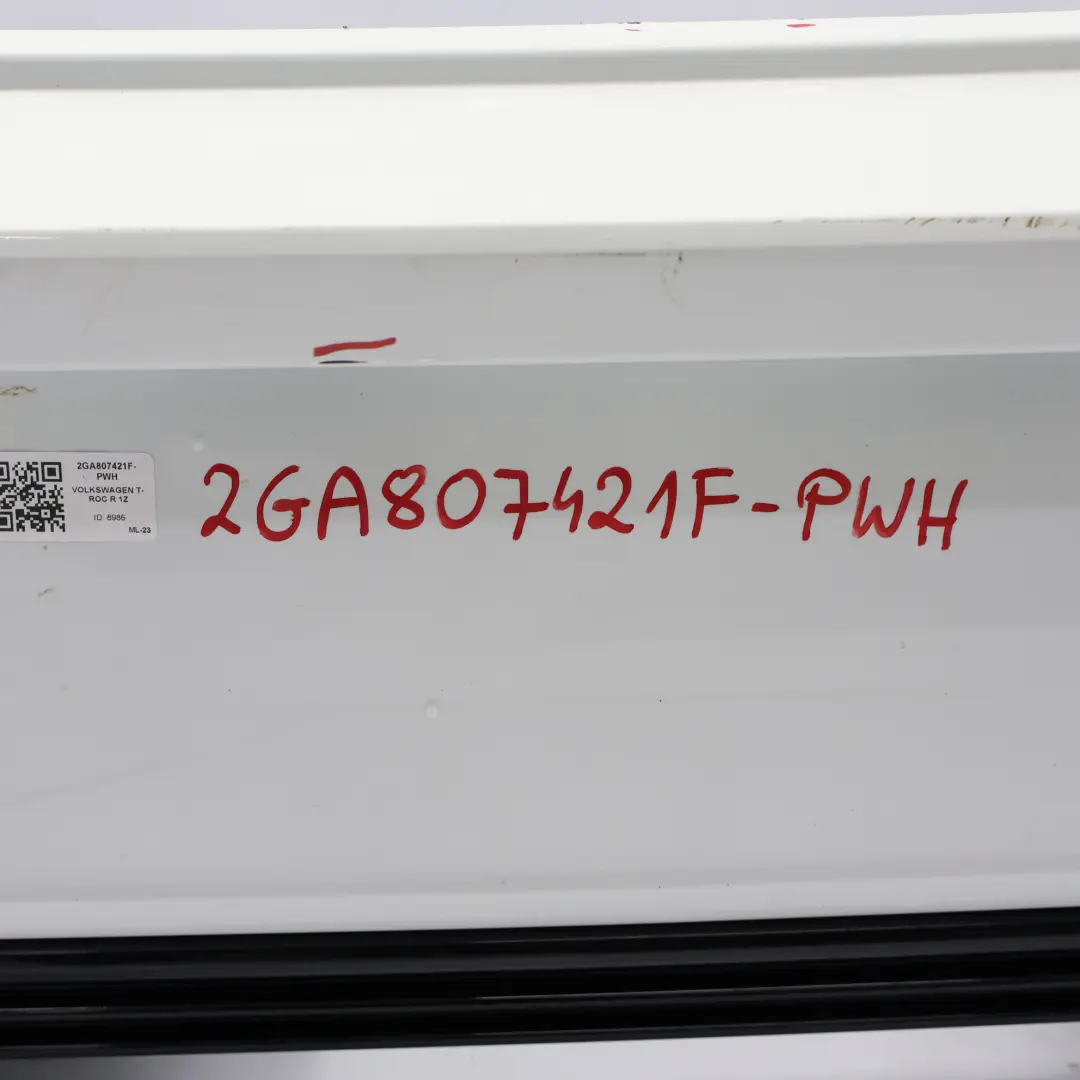 2GA807421F-
PWH
VOLKSWAGEN T-
ROC R 1Z
ID 8986
ML-23
2GA807421F-PWH